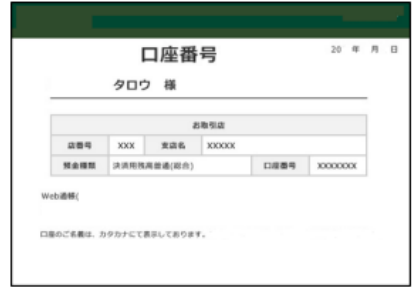 口座番号
20 年 月 日
タロウ 様
お取引店
店番号 XXX 支店名 XXXXX
預金種類 決済用残高普通(総合) 口座番号 XXXXXXX
Web通帳(
口座のご名義は、カタカナにて表示しております。